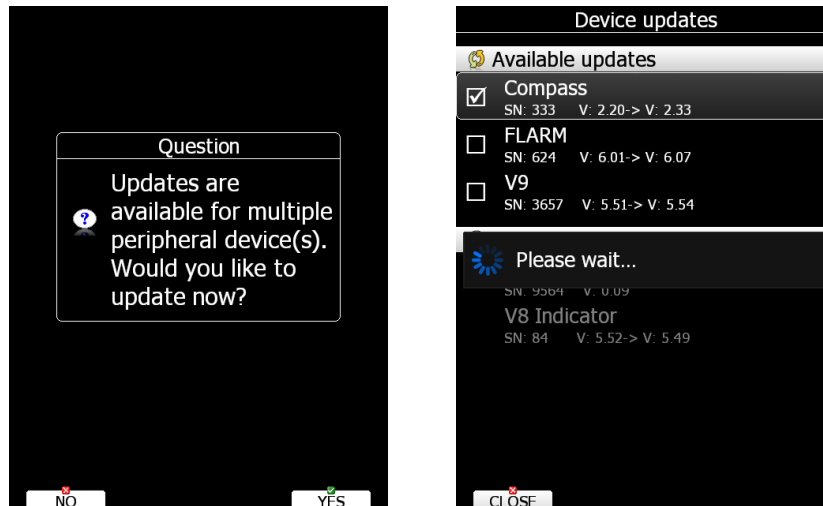 Question
Updates are
available for multiple
peripheral device(s).
Would you like to
update now?
NO
YES
Device updates
Available updates
Compass
SN: 333 V: 2.20-> V: 2.33
FLARM
SN: 624 V: 6.01-> V: 6.07
V9
SN: 3657 V: 5.51-> V: 5.54
Please wait...
SN: 9564 V: 0.09
V8 Indicator
SN: 84 V: 5.52-> V: 5.49
CLOSE